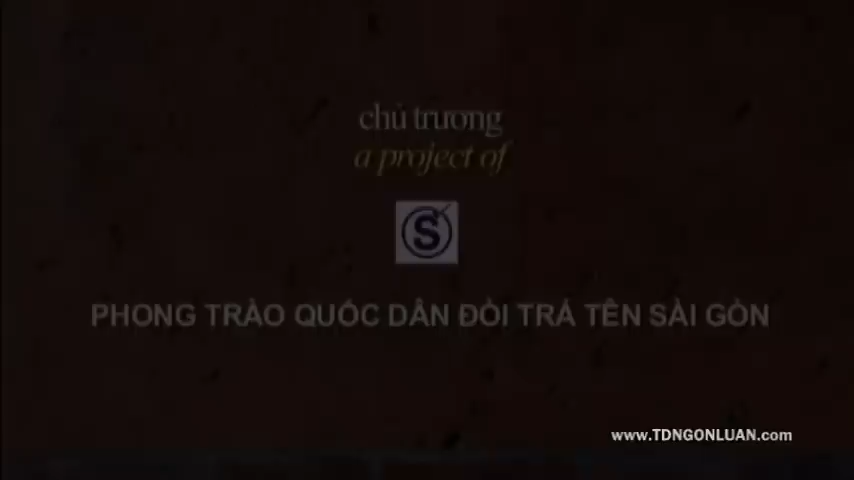 chủ trương
a project of
S
PHONG TRÀO QUỐC DÂN ĐÒI TRẢ TÊN SÀI GÒN
www.TDNGONLUAN.com